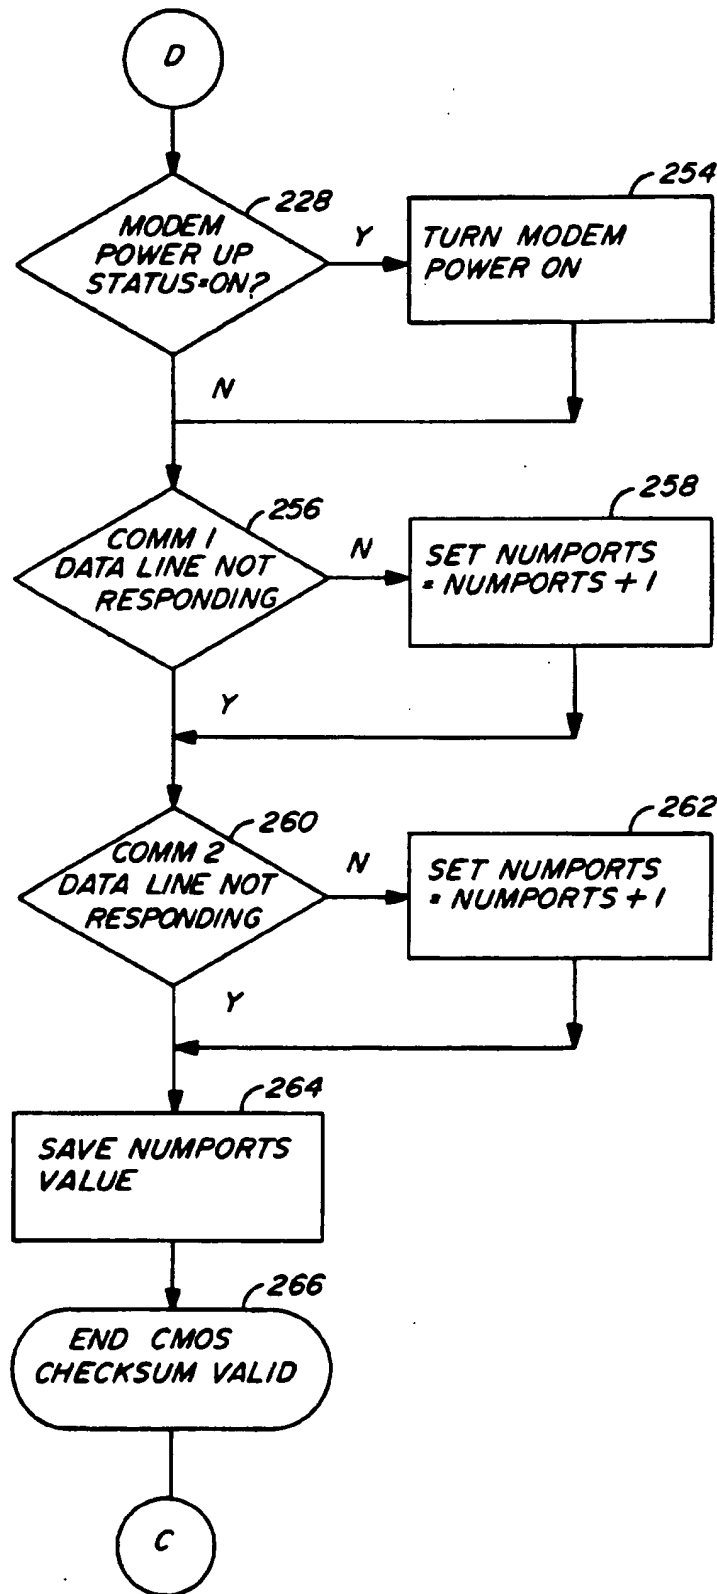 D
228
MODEM
POWER UP
STATUS=ON?
Y
254
TURN MODEM
POWER ON
N
256
COMM 1
DATA LINE NOT
RESPONDING
N
258
SET NUMPORTS
= NUMPORTS + 1
Y
260
COMM 2
DATA LINE NOT
RESPONDING
N
262
SET NUMPORTS
= NUMPORTS + 1
Y
264
SAVE NUMPORTS
VALUE
266
END CMOS
CHECKSUM VALID
C